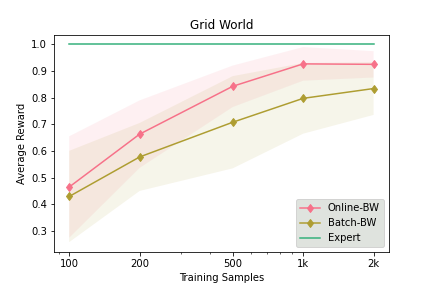 Grid World
Average Reward
1.0
0.9
0.8
0.7
0.6
0.5
0.4
0.3
100
200
500
1k
2k
Training Samples
Online-BW
Batch-BW
Expert